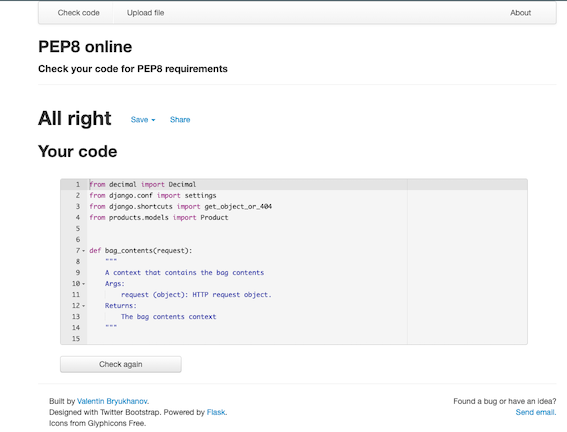 Check code Upload file About
PEP8 online
Check your code for PEP8 requirements
All right Save Share
Your code
1 from decimal import Decimal
2 from django.conf import settings
3 from django.shortcuts import get_object_or_404
4 from products.models import Product
5
6
7 def bag_contents(request):
8 """
9 A context that contains the bag contents
10 Args:
11 request (object): HTTP request object.
12 Returns:
13 The bag contents context
14 """
15
Check again
Built by Valentin Bryukhanov. Found a bug or have an idea?
Designed with Twitter Bootstrap. Powered by Flask. Send email.
Icons from Glyphicons Free.